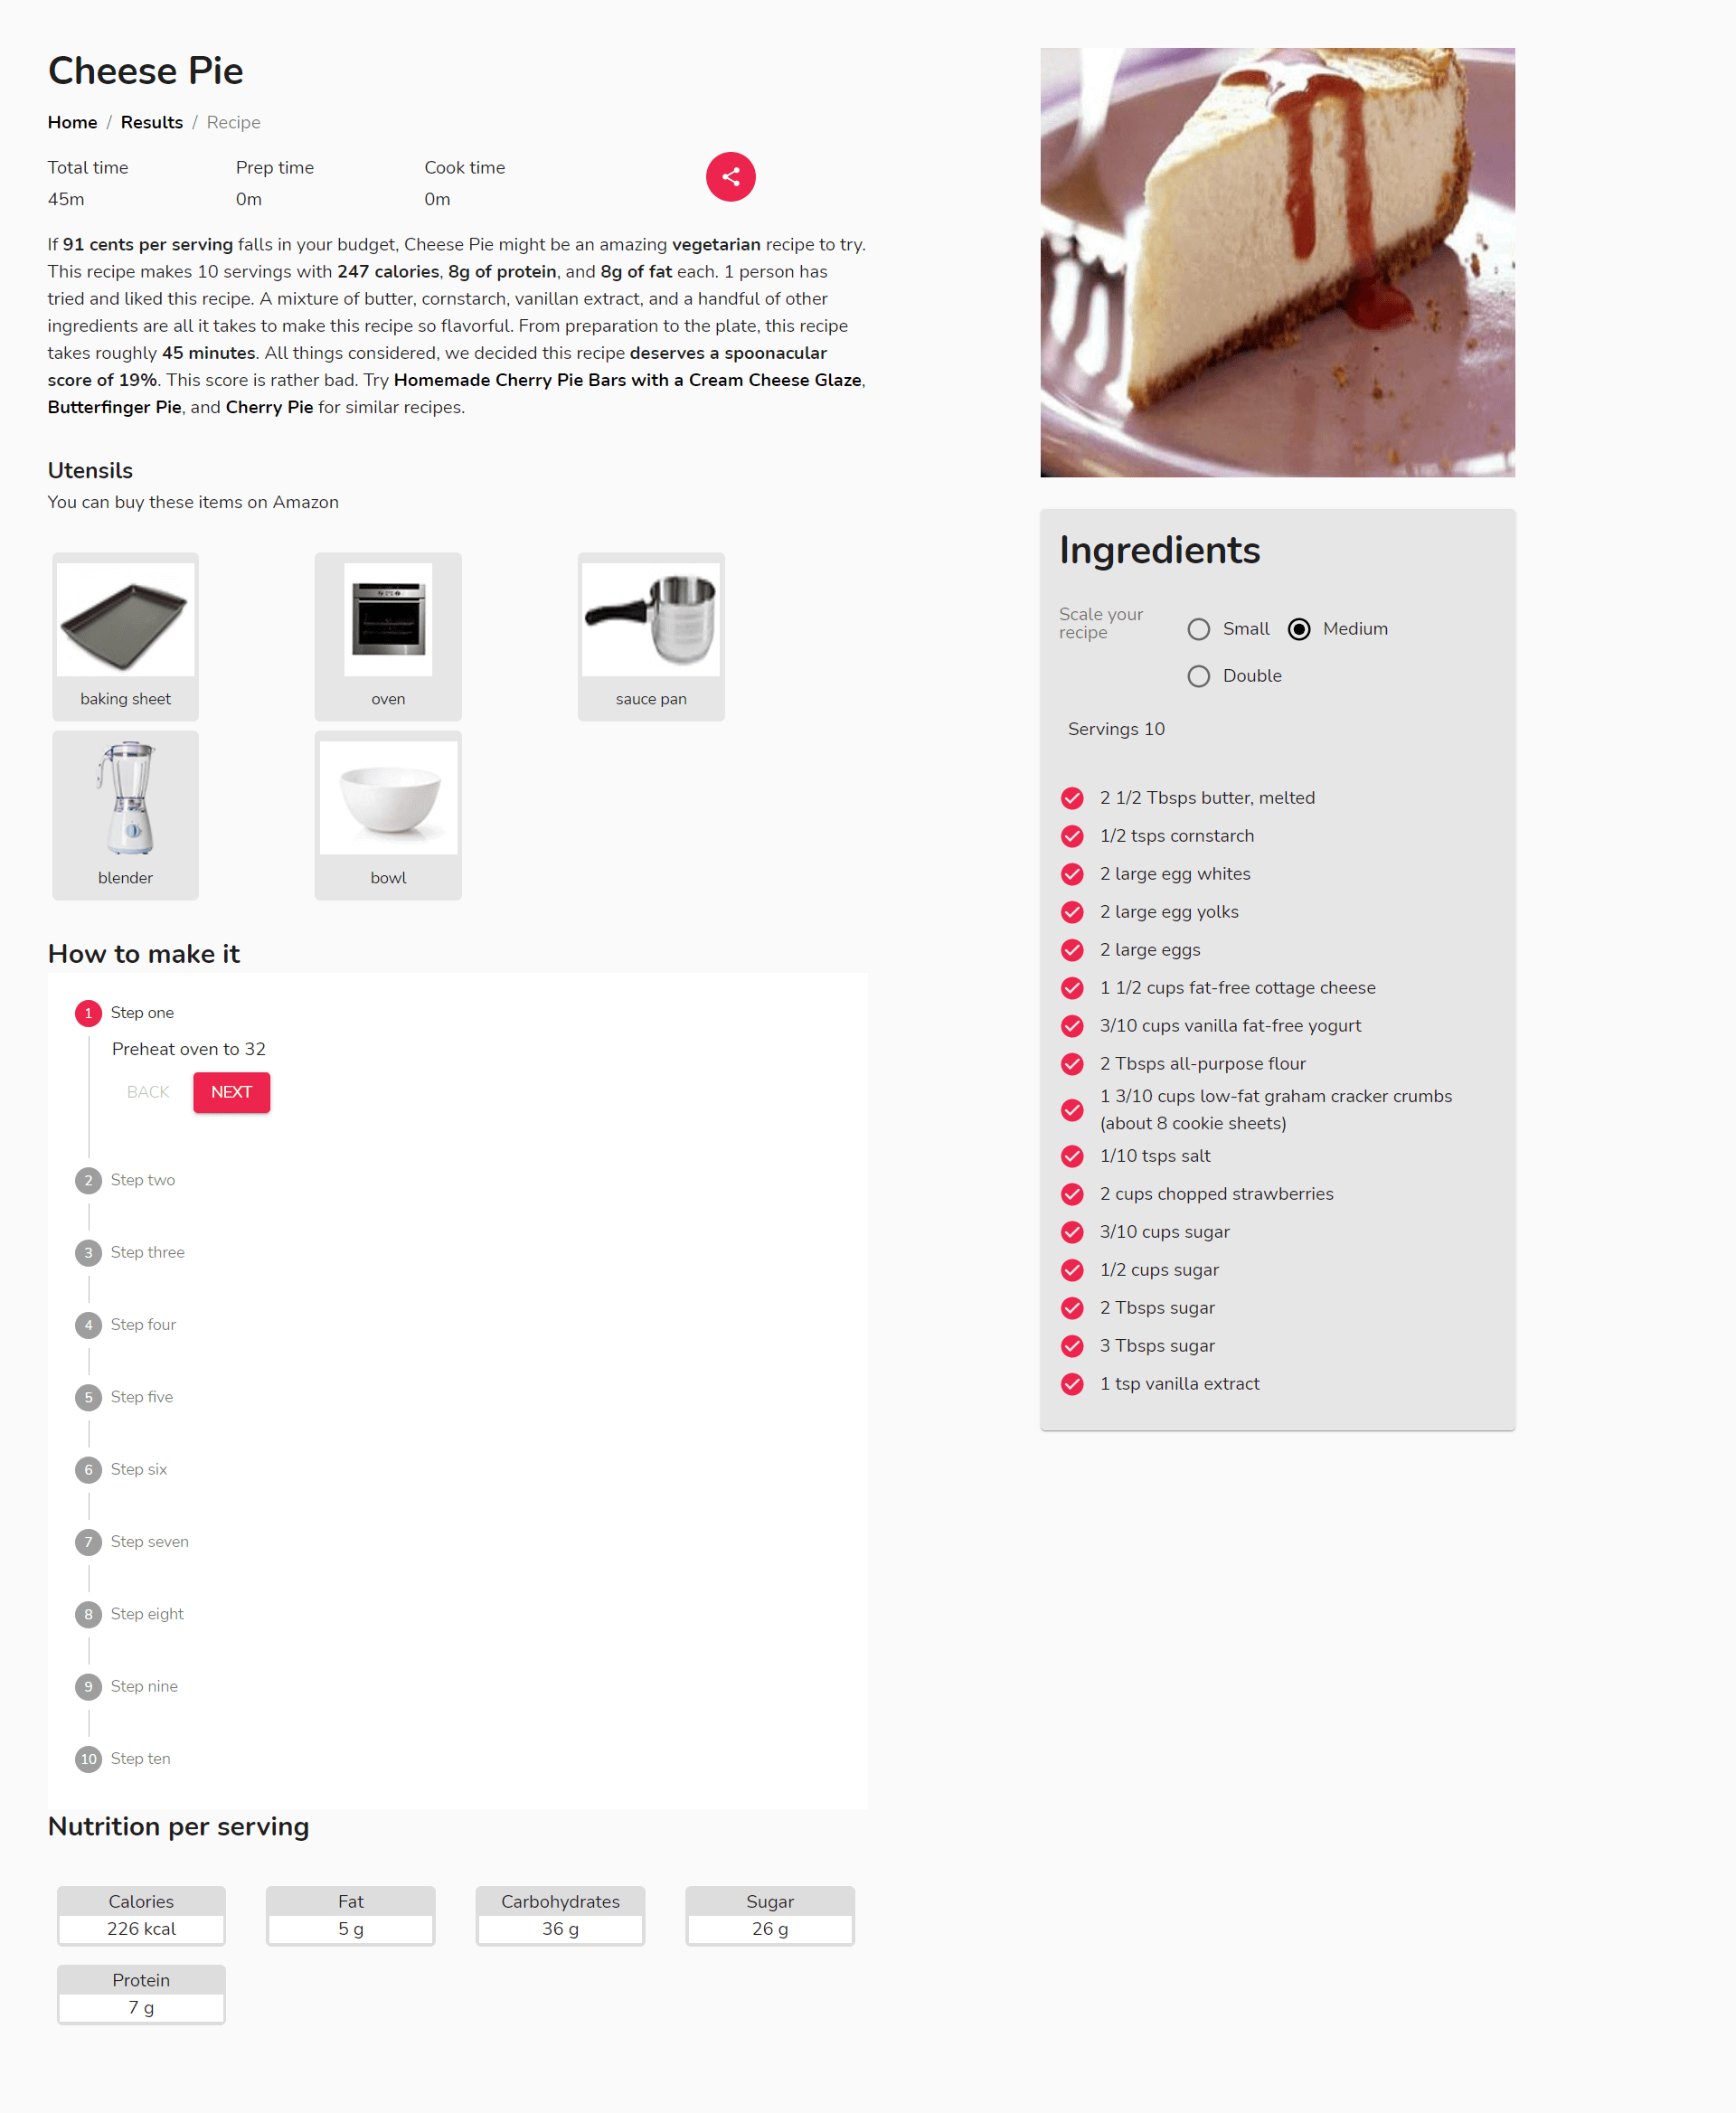 Cheese Pie
Home / Results / Recipe
Total time Prep time Cook time
45m 0m 0m
If 91 cents per serving falls in your budget, Cheese Pie might be an amazing vegetarian recipe to try.
This recipe makes 10 servings with 247 calories, 8g of protein, and 8g of fat each. 1 person has
tried and liked this recipe. A mixture of butter, cornstarch, vanillan extract, and a handful of other
ingredients are all it takes to make this recipe so flavorful. From preparation to the plate, this recipe
takes roughly 45 minutes. All things considered, we decided this recipe deserves a spoonacular
score of 19%. This score is rather bad. Try Homemade Cherry Pie Bars with a Cream Cheese Glaze,
Butterfinger Pie, and Cherry Pie for similar recipes.
Utensils
You can buy these items on Amazon
baking sheet
oven
sauce pan
blender
bowl
How to make it
1 Step one
Preheat oven to 32
BACK NEXT
2 Step two
3 Step three
4 Step four
5 Step five
6 Step six
7 Step seven
8 Step eight
9 Step nine
10 Step ten
Nutrition per serving
Calories
226 kcal
Fat
5 g
Carbohydrates
36 g
Sugar
26 g
Protein
7 g
Ingredients
Scale your
recipe
Small
Medium
Double
Servings 10
2 1/2 Tbsps butter, melted
1/2 tsps cornstarch
2 large egg whites
2 large egg yolks
2 large eggs
1 1/2 cups fat-free cottage cheese
3/10 cups vanilla fat-free yogurt
2 Tbsps all-purpose flour
1 3/10 cups low-fat graham cracker crumbs
(about 8 cookie sheets)
1/10 tsps salt
2 cups chopped strawberries
3/10 cups sugar
1/2 cups sugar
2 Tbsps sugar
3 Tbsps sugar
1 tsp vanilla extract